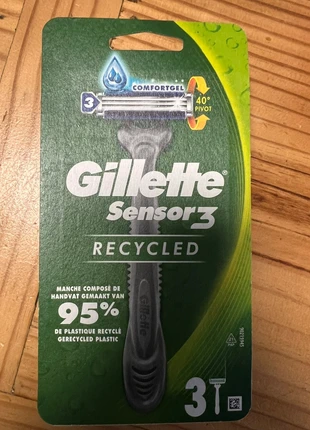 COMFORTGEL
3
40°
PIVOT
Gillette
Sensor3
RECYCLED
MANCHE COMPOSÉ DE
HANDVAT GEMAAKT VAN
95%
DE PLASTIQUE RECYCLÉ
GERECYCLED PLASTIC
Gillette
3